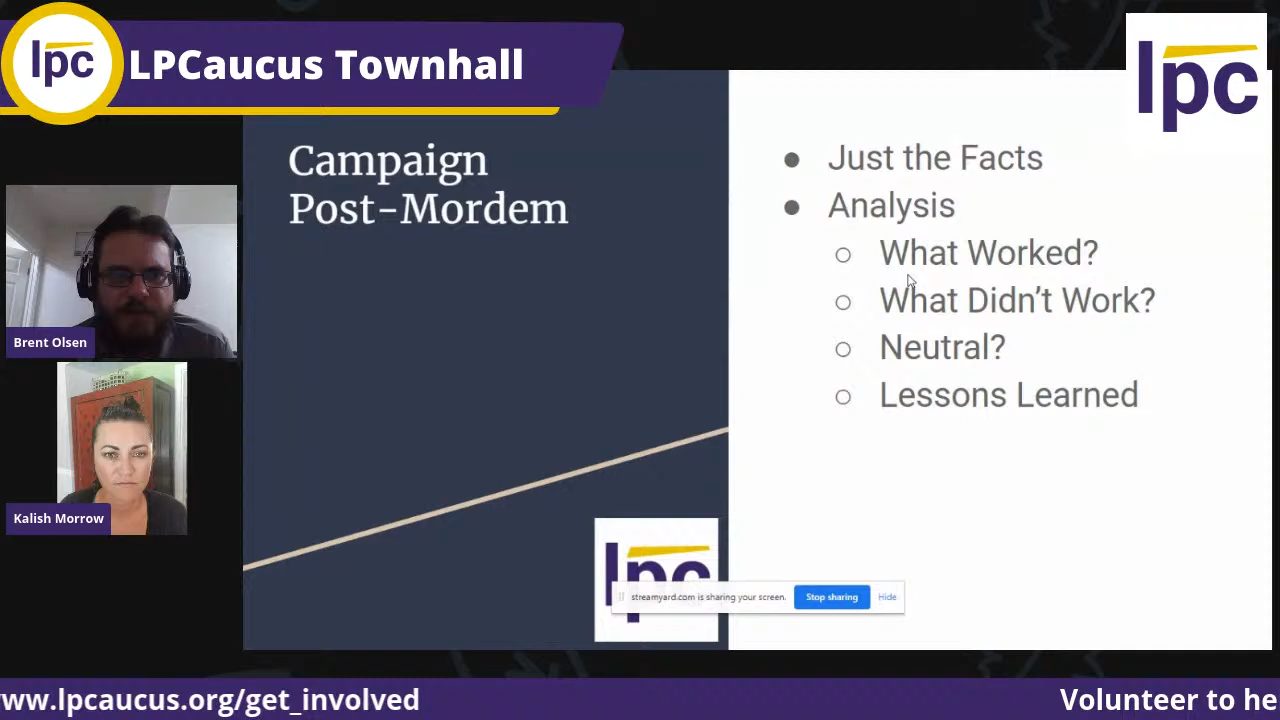 lpc
LPCaucus Townhall
lpc
Campaign
Post-Mordem
Just the Facts
Analysis
What Worked?
What Didn't Work?
Neutral?
Lessons Learned
Brent Olsen
Kalish Morrow
lpc
streamyard.com is sharing your screen.
Stop sharing
Hide
ww.lpcaucus.org/get_involved
Volunteer to he